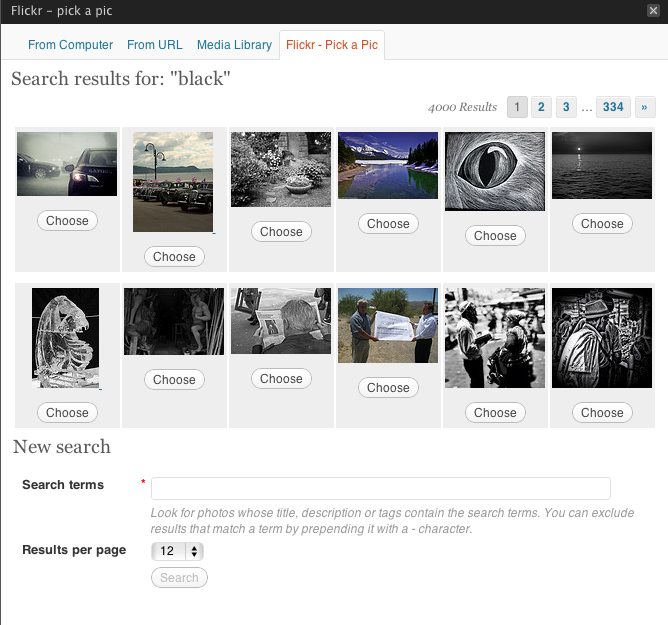 Flickr - pick a pic
From Computer From URL Media Library Flickr - Pick a Pic
Search results for: "black"
4000 Results 1 2 3 ... 334 »
Choose Choose Choose Choose Choose Choose
Choose Choose Choose Choose Choose Choose
New search
Search terms *
Look for photos whose title, description or tags contain the search terms. You can exclude
results that match a term by prepending it with a - character.
Results per page 12
Search